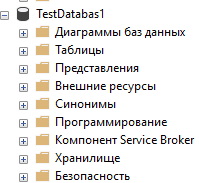 TestDatabas1
Диаграммы баз данных
Таблицы
Представления
Внешние ресурсы
Синонимы
Программирование
Компонент Service Broker
Хранилище
Безопасность